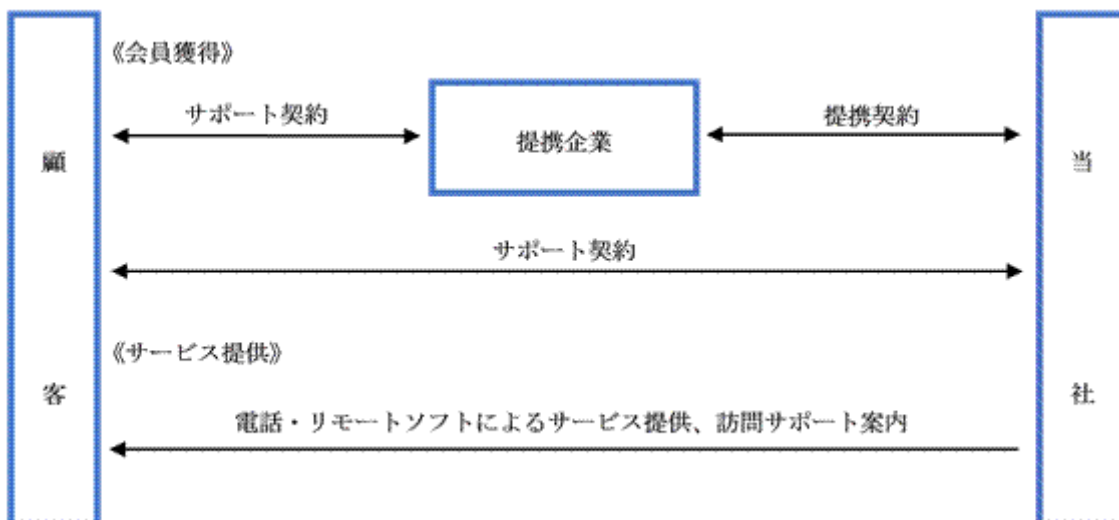 《会員獲得》
サポート契約
提携企業
提携契約
顧客
当社
サポート契約
《サービス提供》
電話・リモートソフトによるサービス提供、訪問サポート案内